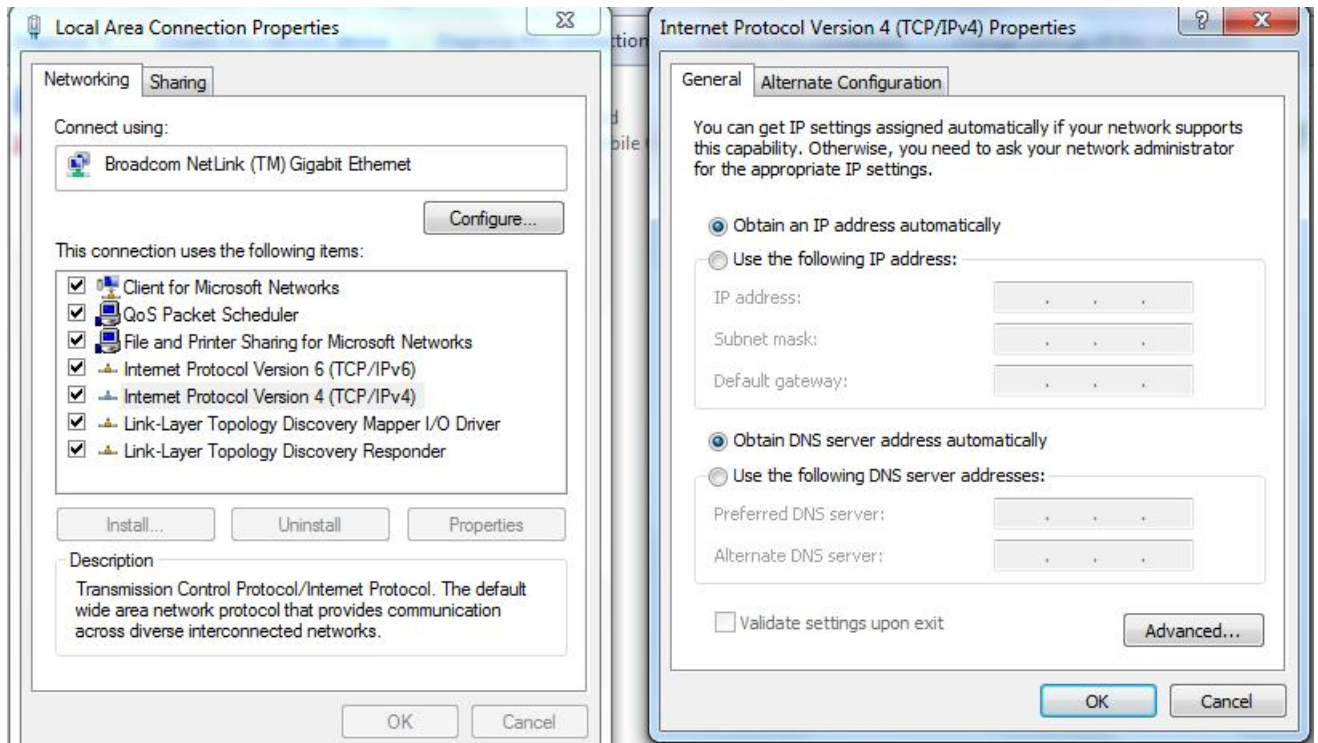 Local Area Connection Properties
Networking
Sharing
Connect using:
Broadcom NetLink (TM) Gigabit Ethernet
Configure...
This connection uses the following items:
Client for Microsoft Networks
QoS Packet Scheduler
File and Printer Sharing for Microsoft Networks
Internet Protocol Version 6 (TCP/IPv6)
Internet Protocol Version 4 (TCP/IPv4)
Link-Layer Topology Discovery Mapper I/O Driver
Link-Layer Topology Discovery Responder
Install...
Uninstall
Properties
Description
Transmission Control Protocol/Internet Protocol. The default
wide area network protocol that provides communication
across diverse interconnected networks.
OK
Cancel
Internet Protocol Version 4 (TCP/IPv4) Properties
General
Alternate Configuration
You can get IP settings assigned automatically if your network supports
this capability. Otherwise, you need to ask your network administrator
for the appropriate IP settings.
Obtain an IP address automatically
Use the following IP address:
IP address:
Subnet mask:
Default gateway:
Obtain DNS server address automatically
Use the following DNS server addresses:
Preferred DNS server:
Alternate DNS server:
Validate settings upon exit
Advanced...
OK
Cancel